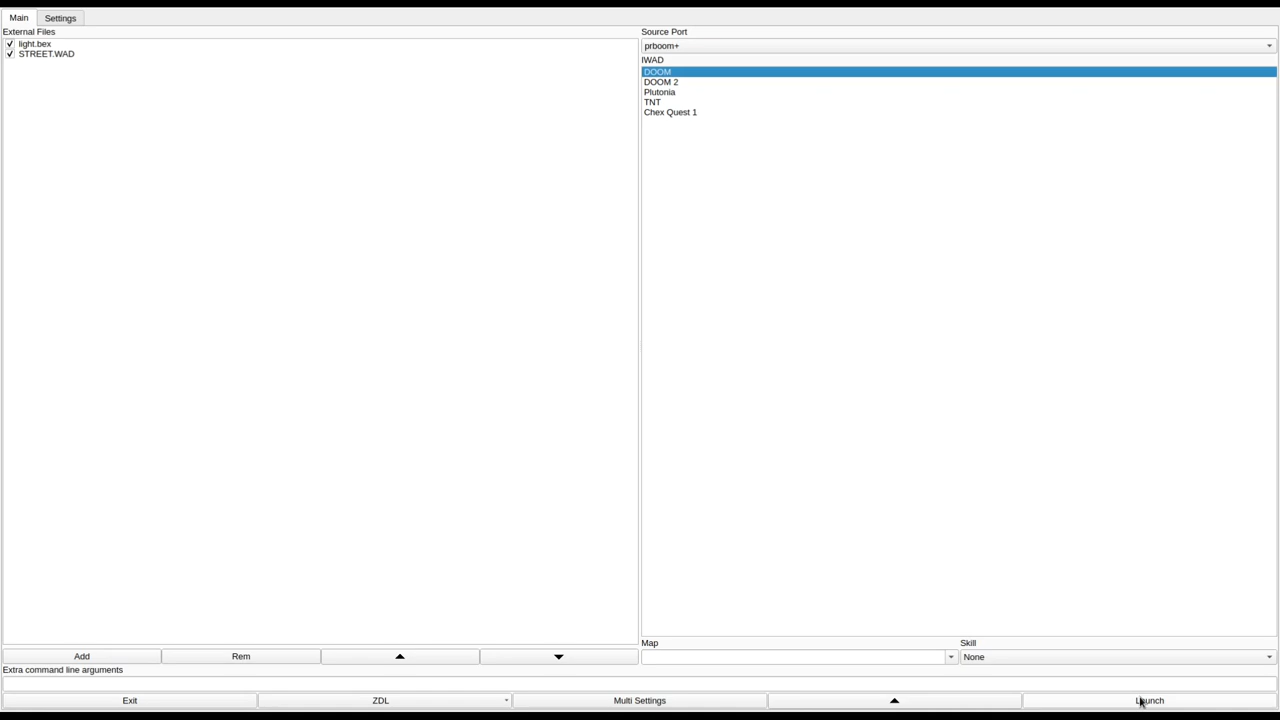 Main Settings
External Files
light.bex
STREET.WAD
Source Port
prboom+
IWAD
DOOM
DOOM 2
Plutonia
TNT
Chex Quest 1
Map Skill
None
Add Rem
Extra command line arguments
Exit ZDL Multi Settings Launch